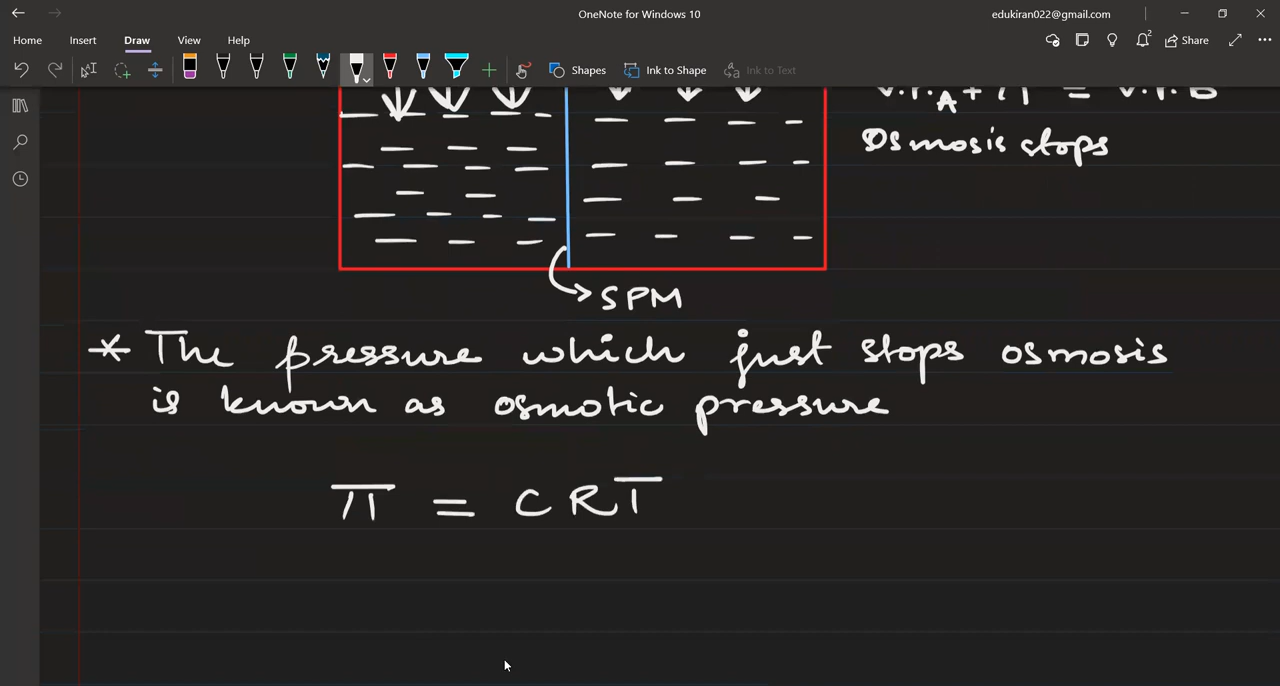 OneNote for Windows 10
edukiran022@gmail.com
Home Insert Draw View Help
Share
Shapes Ink to Shape Ink to Text
V.P.A + π = V.P.B
Osmosis stops
SPM
* The pressure which just stops osmosis
is known as osmotic pressure
π = CRT